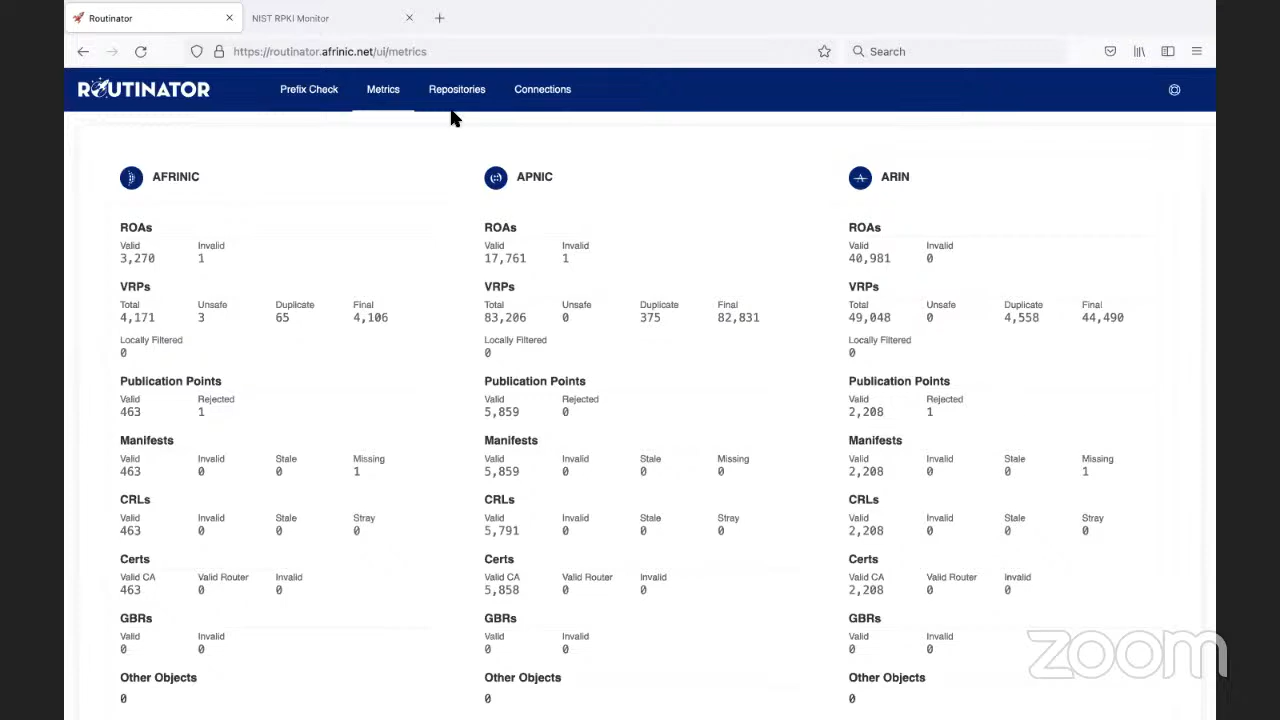 Routinator
NIST RPKI Monitor
https://routinator.afrinic.net/ui/metrics
Search
ROUTINATOR
Prefix Check Metrics Repositories Connections
AFRINIC
ROAs
Valid Invalid
3,270 1
VRPs
Total Unsafe Duplicate Final
4,171 3 65 4,106
Locally Filtered
0
Publication Points
Valid Rejected
463 1
Manifests
Valid Invalid Stale Missing
463 0 0 1
CRLs
Valid Invalid Stale Stray
463 0 0 0
Certs
Valid CA Valid Router Invalid
463 0 0
GBRs
Valid Invalid
0 0
Other Objects
0
APNIC
ROAs
Valid Invalid
17,761 1
VRPs
Total Unsafe Duplicate Final
83,206 0 375 82,831
Locally Filtered
0
Publication Points
Valid Rejected
5,859 0
Manifests
Valid Invalid Stale Missing
5,859 0 0 0
CRLs
Valid Invalid Stale Stray
5,791 0 0 0
Certs
Valid CA Valid Router Invalid
5,858 0 0
GBRs
Valid Invalid
0 0
Other Objects
0
ARIN
ROAs
Valid Invalid
40,981 0
VRPs
Total Unsafe Duplicate Final
49,048 0 4,558 44,490
Locally Filtered
0
Publication Points
Valid Rejected
2,208 1
Manifests
Valid Invalid Stale Missing
2,208 0 0 1
CRLs
Valid Invalid Stale Stray
2,208 0 0 0
Certs
Valid CA Valid Router Invalid
2,208 0 0
GBRs
Valid Invalid
0 0
Other Objects
0
zoom